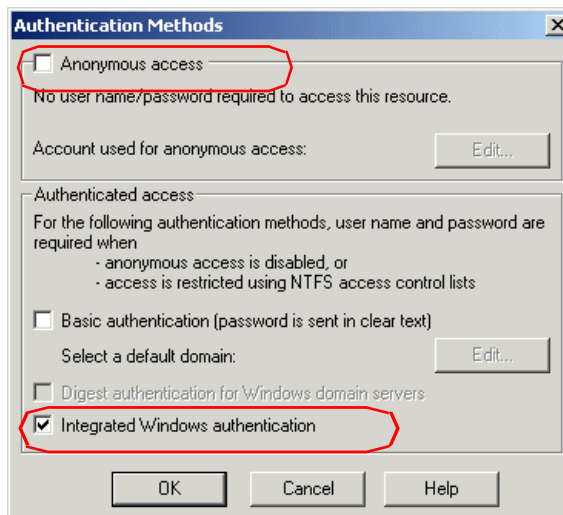 Authentication Methods
Anonymous access
No user name/password required to access this resource.
Account used for anonymous access:
Edit...
Authenticated access
For the following authentication methods, user name and password are
required when
- anonymous access is disabled, or
- access is restricted using NTFS access control lists
Basic authentication (password is sent in clear text)
Select a default domain:
Edit...
Digest authentication for Windows domain servers
Integrated Windows authentication
OK
Cancel
Help